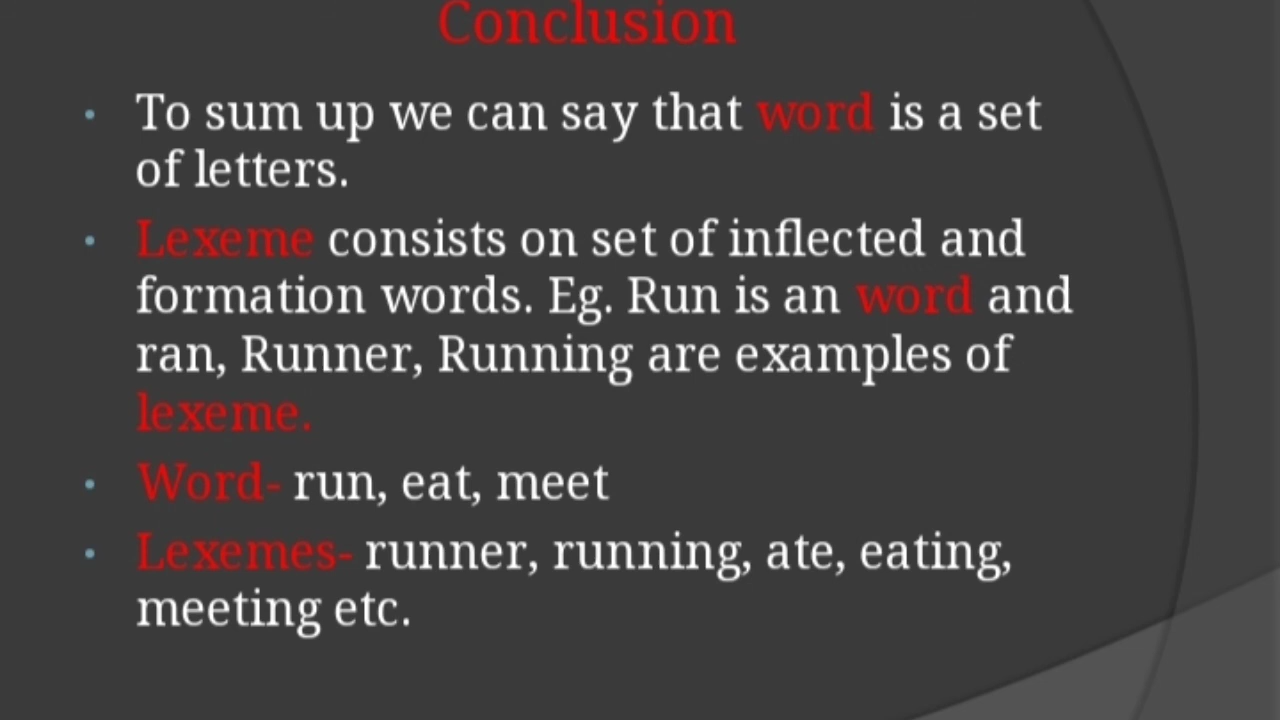 Conclusion
• To sum up we can say that word is a set
of letters.
• Lexeme consists on set of inflected and
formation words. Eg. Run is an word and
ran, Runner, Running are examples of
lexeme.
• Word- run, eat, meet
• Lexemes- runner, running, ate, eating,
meeting etc.